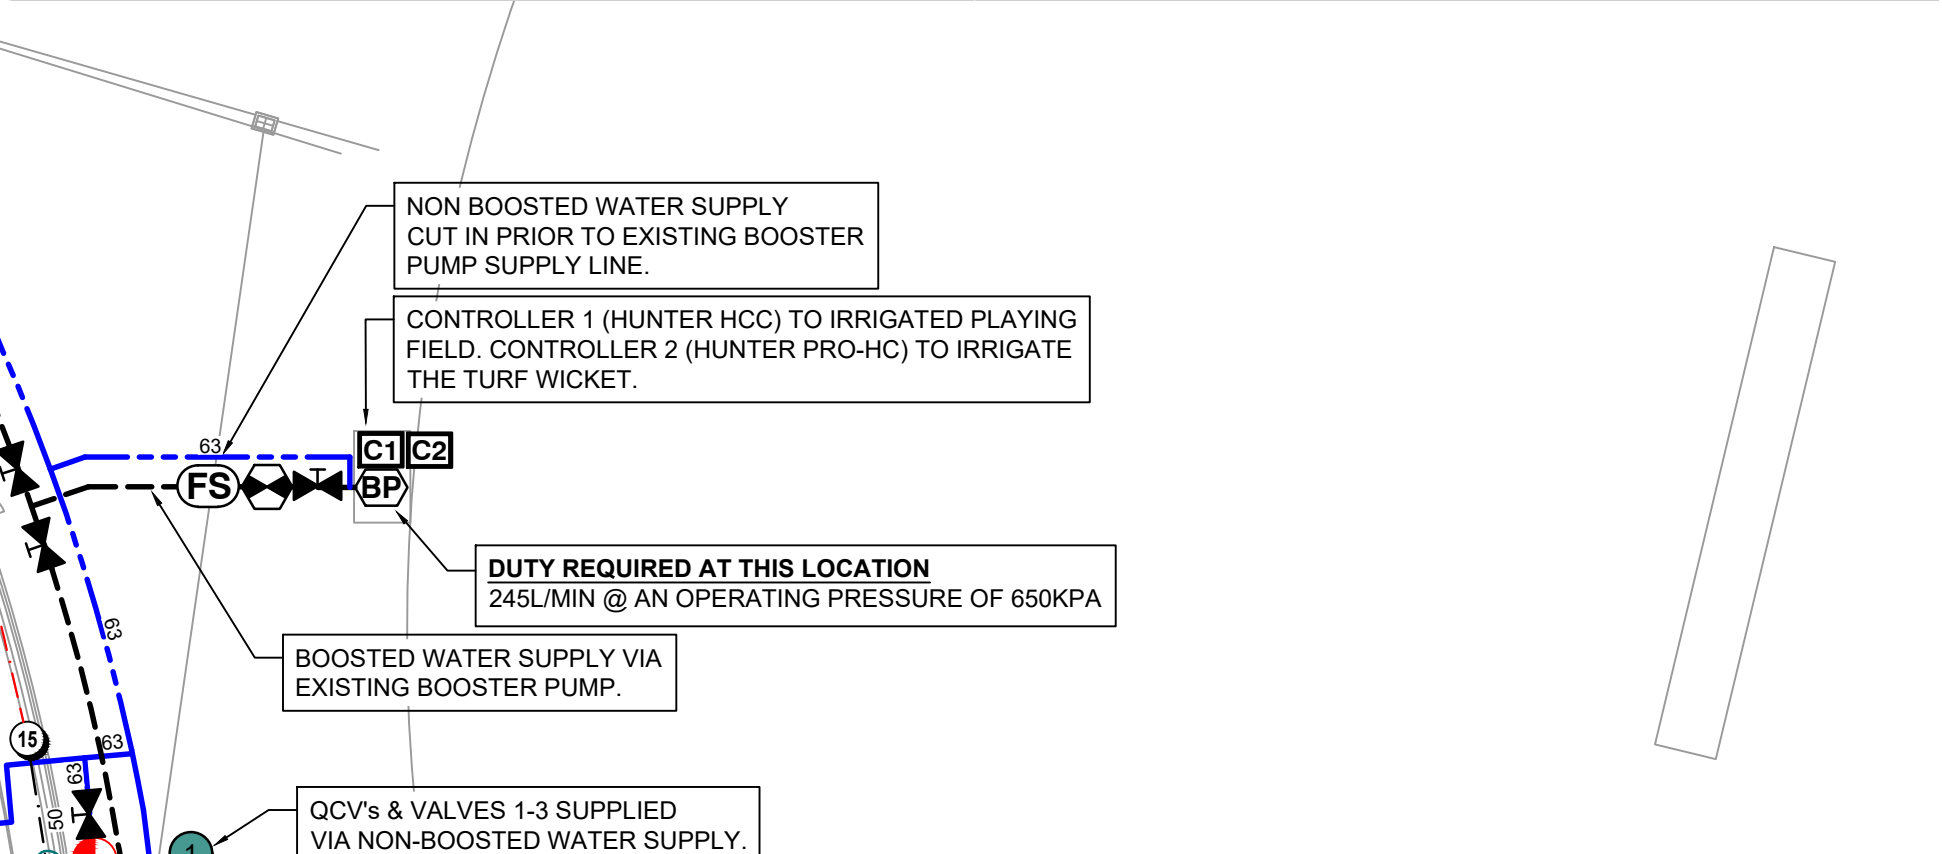 NON BOOSTED WATER SUPPLY
CUT IN PRIOR TO EXISTING BOOSTER
PUMP SUPPLY LINE.
CONTROLLER 1 (HUNTER HCC) TO IRRIGATED PLAYING
FIELD. CONTROLLER 2 (HUNTER PRO-HC) TO IRRIGATE
THE TURF WICKET.
63
C1 C2
FS
BP
DUTY REQUIRED AT THIS LOCATION
245L/MIN @ AN OPERATING PRESSURE OF 650KPA
63
BOOSTED WATER SUPPLY VIA
EXISTING BOOSTER PUMP.
15
63
63
50
QCV's & VALVES 1-3 SUPPLIED
VIA NON-BOOSTED WATER SUPPLY.
1